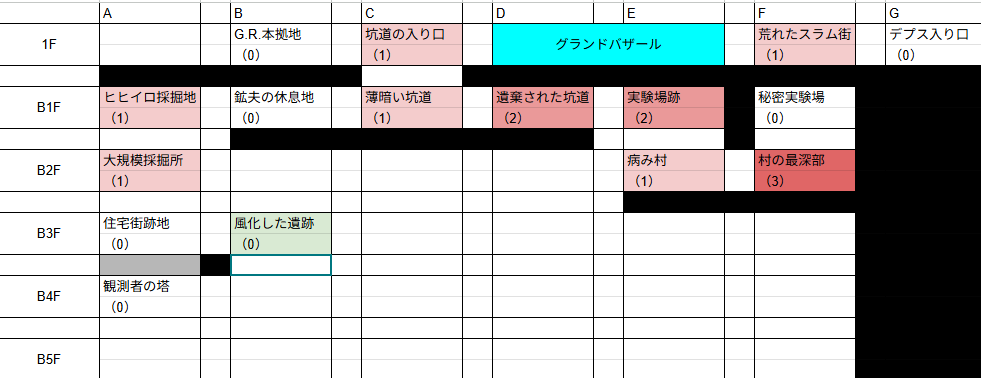 A B C D E F G
1F G.R.本拠地 坑道の入り口 グランドバザール 荒れたスラム街 デプス入り口
（0） （1） （1） （0）
B1F ヒヒイロ採掘地 鉱夫の休息地 薄暗い坑道 遺棄された坑道 実験場跡 秘密実験場
（1） （0） （1） （2） （2） （0）
B2F 大規模採掘所 病み村 村の最深部
（1） （1） （3）
B3F 住宅街跡地 風化した遺跡
（0） （0）
B4F 観測者の塔
（0）
B5F